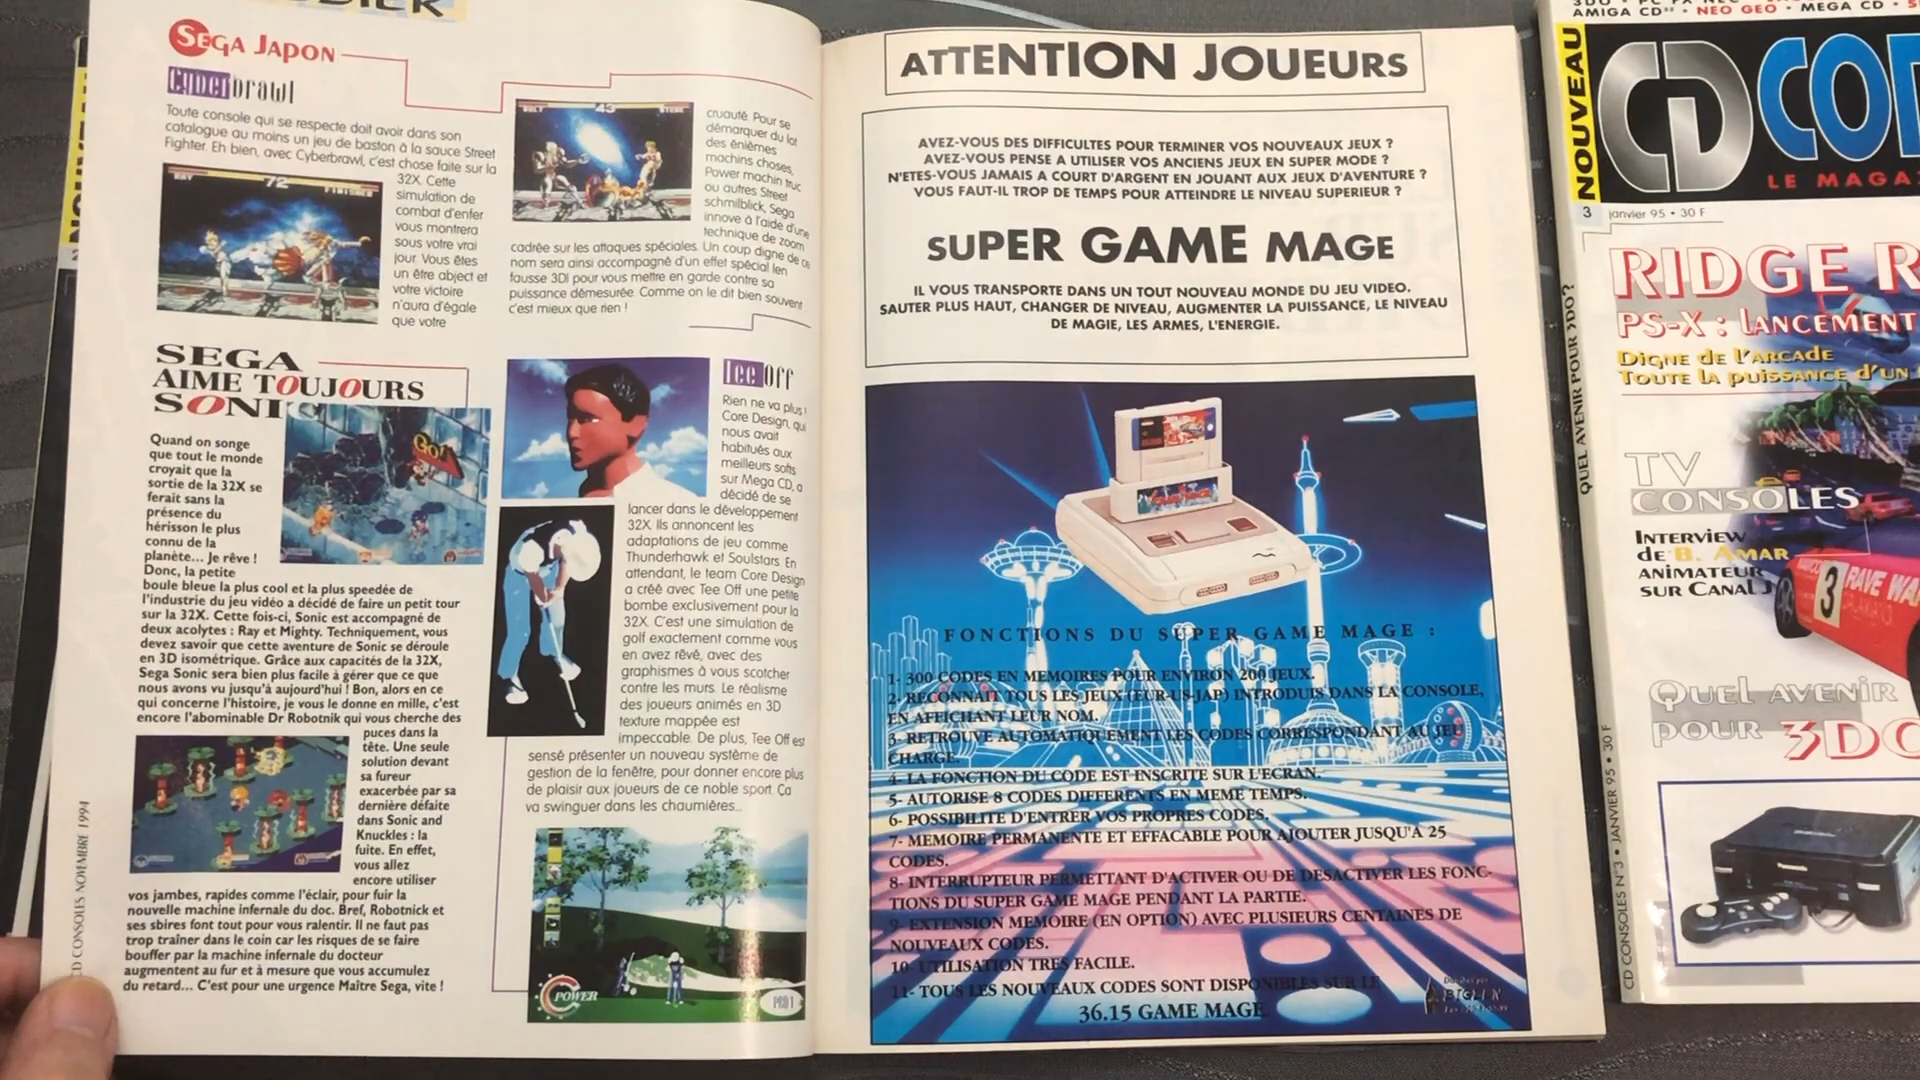 SEGA JAPON
Cyberbrawl
Toute console qui se respecte doit avoir dans son
catalogue au moins un jeu de baston à la sauce Street
Fighter. Eh bien, avec Cyberbrawl, c'est chose faite sur la
32X. Cette
simulation de
combat d'enfer
vous montrera
sous votre vrai
jour. Vous êtes
un être abject et
votre victoire
n'aura d'égale
que votre
72
FINISHER
43
cruauté. Pour se
démarquer du lot
des énièmes
machins choses,
Power machin truc
ou autres Street
schmilblick, Sega
innove à l'aide d'une
technique de zoom
cadrée sur les attaques spéciales. Un coup digne de ce
nom sera ainsi accompagné d'un effet spécial (en
fausse 3D) pour vous mettre en garde contre sa
puissance démesurée. Comme on le dit bien souvent
c'est mieux que rien !
SEGA
AIME TOUJOURS
SONIC
GO!
Quand on songe
que tout le monde
croyait que la
sortie de la 32X se
ferait sans la
présence du
hérisson le plus
connu de la
planète... Je rêve !
Donc, la petite
boule bleue la plus cool et la plus speedée de
l'industrie du jeu vidéo a décidé de faire un petit tour
sur la 32X. Cette fois-ci, Sonic est accompagné de
deux acolytes : Ray et Mighty. Techniquement, vous
devez savoir que cette aventure de Sonic se déroule
en 3D isométrique. Grâce aux capacités de la 32X,
Sega Sonic sera bien plus facile à gérer que ce que
nous avons vu jusqu'à aujourd'hui ! Bon, alors en ce
qui concerne l'histoire, je vous le donne en mille, c'est
encore l'abominable Dr Robotnik qui vous cherche des
puces dans la
tête. Une seule
solution devant
sa fureur
exacerbée par sa
dernière défaite
dans Sonic and
Knuckles : la
fuite. En effet,
vous allez
encore utiliser
vos jambes, rapides comme l'éclair, pour fuir la
nouvelle machine infernale du doc. Bref, Robotnick et
ses sbires font tout pour vous ralentir. Il ne faut pas
trop traîner dans le coin car les risques de se faire
bouffer par la machine infernale du docteur
augmentent au fur et à mesure que vous accumulez
du retard... C'est pour une urgence Maître Sega, vite !
CD CONSOLES NOVEMBRE 1994
Tee Off
Rien ne va plus !
Core Design, qui
nous avait
habitués aux
meilleurs softs
sur Mega CD, a
décidé de se
lancer dans le développement
32X. Ils annoncent les
adaptations de jeu comme
Thunderhawk et Soulstars. En
attendant, le team Core Design
a créé avec Tee Off une petite
bombe exclusivement pour la
32X. C'est une simulation de
golf exactement comme vous
en avez rêvé, avec des
graphismes à vous scotcher
contre les murs. Le réalisme
des joueurs animés en 3D
texture mappée est
impeccable. De plus, Tee Off est
sensé présenter un nouveau système de
gestion de la fenêtre, pour donner encore plus
de plaisir aux joueurs de ce noble sport. Ça
va swinguer dans les chaumières...
POWER
PRO 1
ATTENTION JOUEURS
AVEZ-VOUS DES DIFFICULTES POUR TERMINER VOS NOUVEAUX JEUX ?
AVEZ-VOUS PENSE A UTILISER VOS ANCIENS JEUX EN SUPER MODE ?
N'ETES-VOUS JAMAIS A COURT D'ARGENT EN JOUANT AUX JEUX D'AVENTURE ?
VOUS FAUT-IL TROP DE TEMPS POUR ATTEINDRE LE NIVEAU SUPERIEUR ?
SUPER GAME MAGE
IL VOUS TRANSPORTE DANS UN TOUT NOUVEAU MONDE DU JEU VIDEO.
SAUTER PLUS HAUT, CHANGER DE NIVEAU, AUGMENTER LA PUISSANCE, LE NIVEAU
DE MAGIE, LES ARMES, L'ENERGIE.
FONCTIONS DU SUPER GAME MAGE :
1- 300 CODES EN MEMOIRES POUR ENVIRON 200 JEUX.
2- RECONNAIT TOUS LES JEUX (EUR-US-JAP) INTRODUIS DANS LA CONSOLE,
EN AFFICHANT LEUR NOM.
3- RETROUVE AUTOMATIQUEMENT LES CODES CORRESPONDANT AU JEU
CHARGE.
4- LA FONCTION DU CODE EST INSCRITE SUR L'ECRAN.
5- AUTORISE 8 CODES DIFFERENTS EN MEME TEMPS.
6- POSSIBILITE D'ENTRER VOS PROPRES CODES.
7- MEMOIRE PERMANENTE ET EFFACABLE POUR AJOUTER JUSQU'A 25
CODES.
8- INTERRUPTEUR PERMETTANT D'ACTIVER OU DE DESACTIVER LES FONC-
TIONS DU SUPER GAME MAGE PENDANT LA PARTIE.
9- EXTENSION MEMOIRE (EN OPTION) AVEC PLUSIEURS CENTAINES DE
NOUVEAUX CODES.
10- UTILISATION TRES FACILE.
11- TOUS LES NOUVEAUX CODES SONT DISPONIBLES SUR LE
36.15 GAME MAGE
AMIGA CD³² • NEO GEO • MEGA CD •
NOUVEAU
CD CO
LE MAGA
3
janvier 95 • 30 F
QUEL AVENIR POUR 3DO?
RIDGE R
PS-X : LANCEMENT
Digne de l'arcade
Toute la puissance d'un
TV
CONSOLES
Interview
de B. Amar
animateur
sur Canal J
3
RAVE WA
Quel avenir
pour 3DO
CD CONSOLES N°3 • JANVIER 95 • 30 F